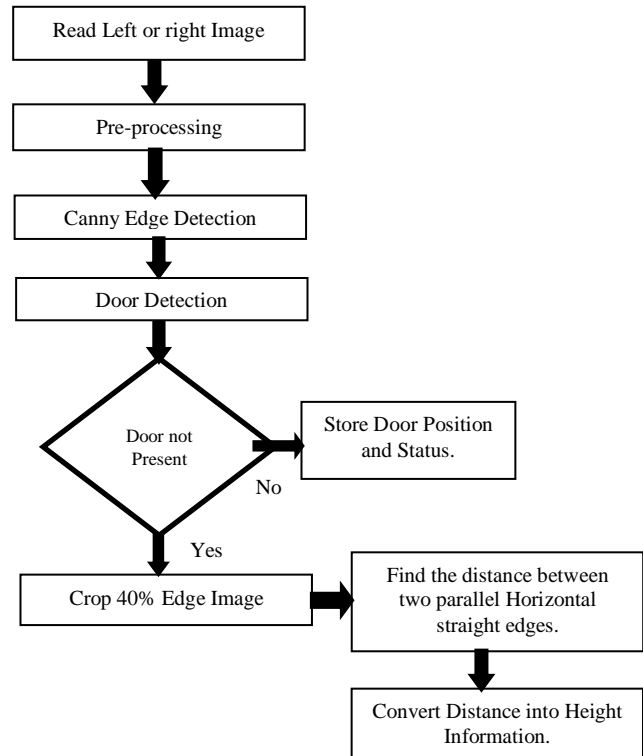 Read Left or right Image
Pre-processing
Canny Edge Detection
Door Detection
Door not
Present
No
Store Door Position
and Status.
Yes
Crop 40% Edge Image
Find the distance between
two parallel Horizontal
straight edges.
Convert Distance into Height
Information.